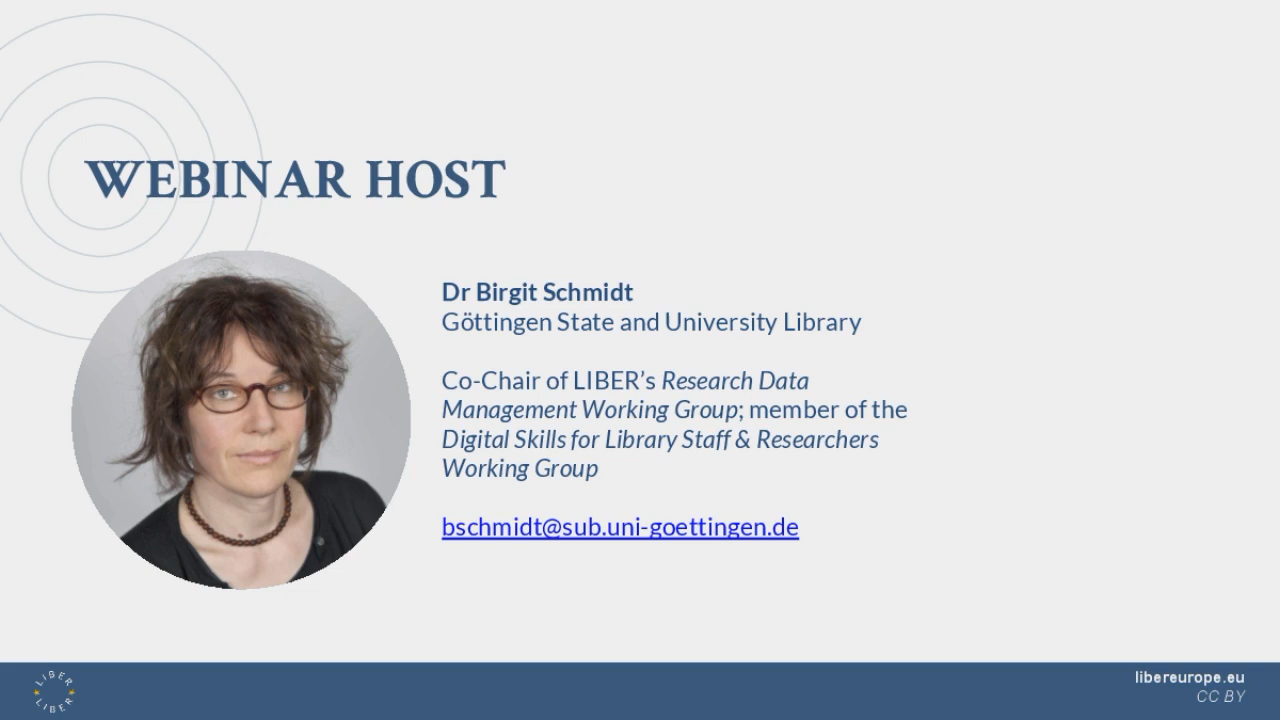 WEBINAR HOST
Dr Birgit Schmidt
Göttingen State and University Library
Co-Chair of LIBER’s Research Data
Management Working Group; member of the
Digital Skills for Library Staff & Researchers
Working Group
bschmidt@sub.uni-goettingen.de
LIBER
LIBER
libereurope.eu
CC BY